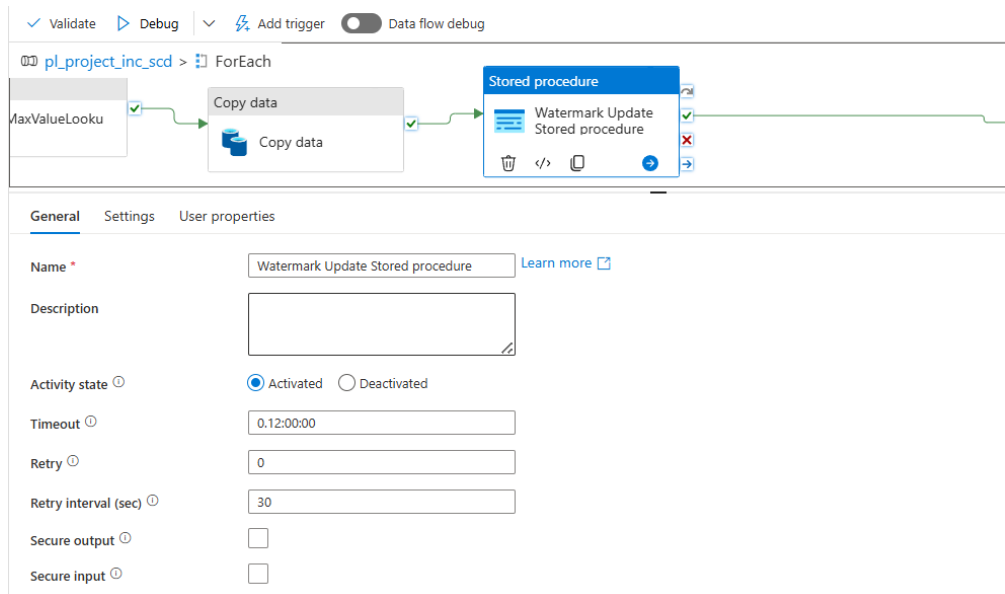 Validate Debug Add trigger Data flow debug
pl_project_inc_scd > ForEach
MaxValueLooku
Copy data
Copy data
Stored procedure
Watermark Update
Stored procedure
General Settings User properties
Name * Watermark Update Stored procedure Learn more
Description
Activity state Activated Deactivated
Timeout 0.12:00:00
Retry 0
Retry interval (sec) 30
Secure output
Secure input